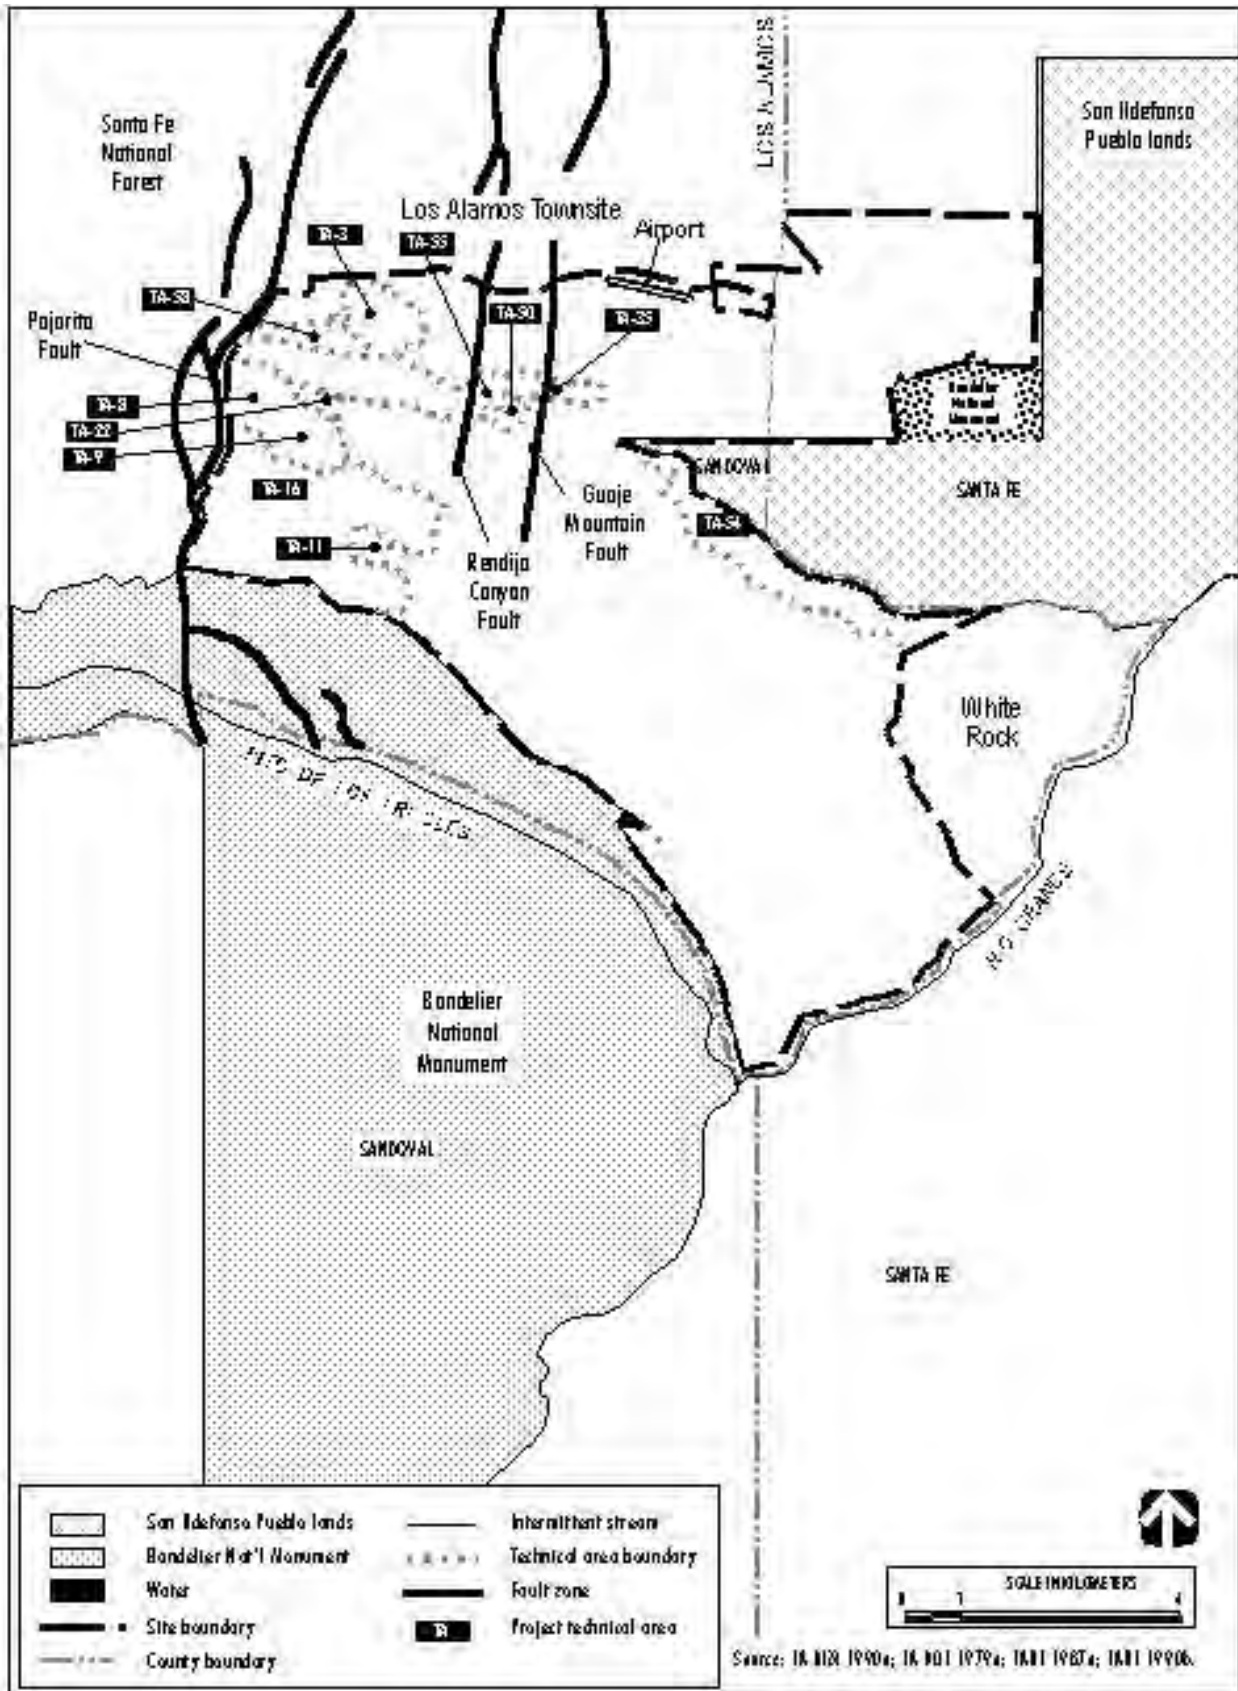 LOS ALAMOS
Santa Fe
National
Forest
San Ildefonso
Pueblo lands
Los Alamos Townsite
Airport
TA-3
TA-55
Pajarito
Fault
TA-50
TA-35
TA-22
TA-9
TA-16
TA-11
Bandelier
National
Monument
SANDOVAL
SANTA FE
Guaje
Mountain
Fault
TA-54
Rendija
Canyon
Fault
White
Rock
RIO GRANDE
Bandelier
National
Monument
SANDOVAL
SANTA FE
San Ildefonso Pueblo lands
Bandelier Nat'l Monument
Water
Site boundary
County boundary
Intermittent stream
Technical area boundary
Fault zone
TA
Project technical area
SCALE IN KILOMETERS
0 1 4
Source: